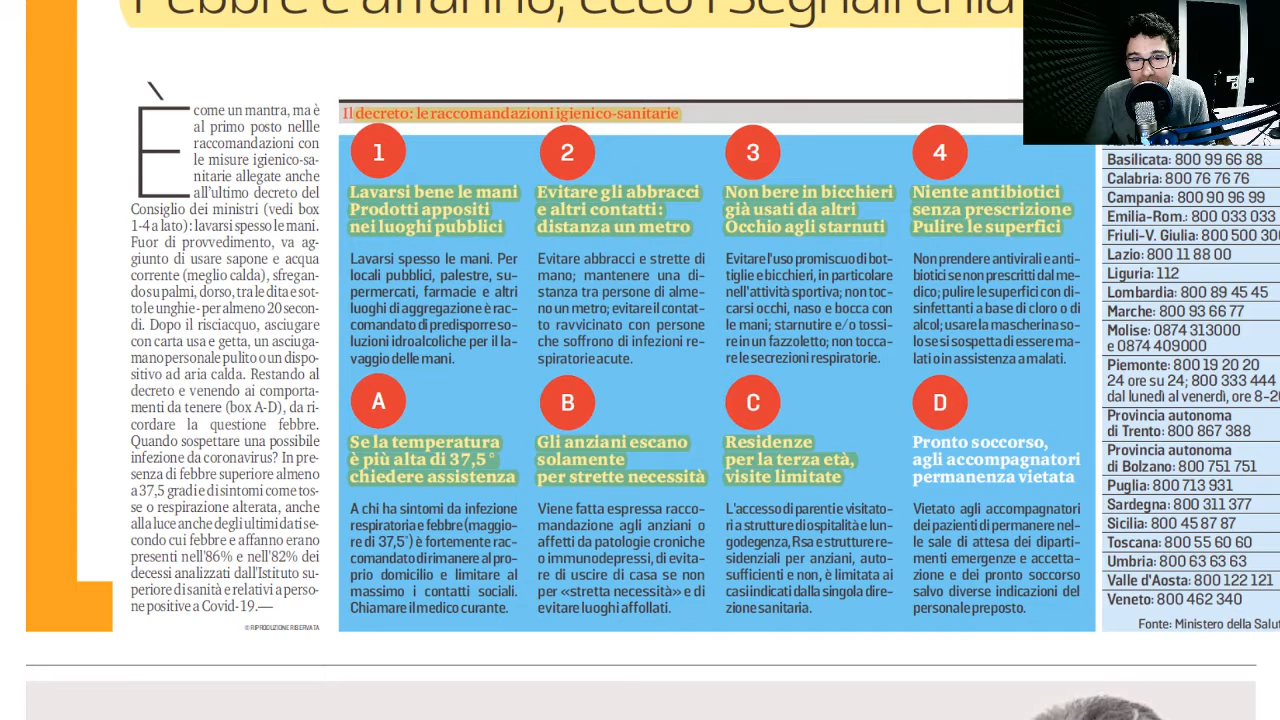 Febbre e affanno, ecco i segnali chia
È come un mantra, ma è
al primo posto nellle
raccomandazioni con
le misure igienico-sa-
nitarie allegate anche
all'ultimo decreto del
Consiglio dei ministri (vedi box
1-4 a lato): lavarsi spesso le mani.
Fuor di provvedimento, va ag-
giunto di usare sapone e acqua
corrente (meglio calda), sfregan-
do su palmi, dorso, tra le dita e sot-
to le unghie - per almeno 20 secon-
di. Dopo il risciacquo, asciugare
con carta usa e getta, un asciuga-
mano personale pulito o un dispo-
sitivo ad aria calda. Restando al
decreto e venendo ai comporta-
menti da tenere (box A-D), da ri-
cordare la questione febbre.
Quando sospettare una possibile
infezione da coronavirus? In pre-
senza di febbre superiore almeno
a 37,5 gradi e di sintomi come tos-
se o respirazione alterata, anche
alla luce anche degli ultimi dati se-
condo cui febbre e affanno erano
presenti nell'86% e nell'82% dei
decessi analizzati dall'Istituto su-
periore di sanità e relativi a perso-
ne positive a Covid-19.—
© RIPRODUZIONE RISERVATA
Il decreto: le raccomandazioni igienico-sanitarie
1
Lavarsi bene le mani
Prodotti appositi
nei luoghi pubblici
Lavarsi spesso le mani. Per
locali pubblici, palestre, su-
permercati, farmacie e altri
luoghi di aggregazione è rac-
comandato di predisporre so-
luzioni idroalcoliche per il la-
vaggio delle mani.
2
Evitare gli abbracci
e altri contatti:
distanza un metro
Evitare abbracci e strette di
mano; mantenere una di-
stanza tra persone di alme-
no un metro; evitare il contat-
to ravvicinato con persone
che soffrono di infezioni re-
spiratorie acute.
3
Non bere in bicchieri
già usati da altri
Occhio agli starnuti
Evitare l'uso promiscuo di bot-
tiglie e bicchieri, in particolare
nell'attività sportiva; non toc-
carsi occhi, naso e bocca con
le mani; starnutire e/o tossi-
re in un fazzoletto; non tocca-
re le secrezioni respiratorie.
4
Niente antibiotici
senza prescrizione
Pulire le superfici
Non prendere antivirali e anti-
biotici se non prescritti dal me-
dico; pulire le superfici con di-
sinfettanti a base di cloro o di
alcol; usare la mascherina so-
lo se si sospetta di essere ma-
lati o in assistenza a malati.
A
Se la temperatura
è più alta di 37,5°
chiedere assistenza
A chi ha sintomi da infezione
respiratoria e febbre (maggio-
re di 37,5°) è fortemente rac-
comandato di rimanere al pro-
prio domicilio e limitare al
massimo i contatti sociali.
Chiamare il medico curante.
B
Gli anziani escano
solamente
per strette necessità
Viene fatta espressa racco-
mandazione agli anziani o
affetti da patologie croniche
o immunodepressi, di evita-
re di uscire di casa se non
per «stretta necessità» e di
evitare luoghi affollati.
C
Residenze
per la terza età,
visite limitate
L'accesso di parenti e visitato-
ri a strutture di ospitalità e lun-
godegenza, Rsa e strutture re-
sidenziali per anziani, auto-
sufficienti e non, è limitata ai
casi indicati dalla singola dire-
zione sanitaria.
D
Pronto soccorso,
agli accompagnatori
permanenza vietata
Vietato agli accompagnatori
dei pazienti di permanere nel-
le sale di attesa dei diparti-
menti emergenze e accetta-
zione e dei pronto soccorso
salvo diverse indicazioni del
personale preposto.
Basilicata: 800 99 66 88
Calabria: 800 76 76 76
Campania: 800 90 96 99
Emilia-Rom.: 800 033 033
Friuli-V. Giulia: 800 500 300
Lazio: 800 11 88 00
Liguria: 112
Lombardia: 800 89 45 45
Marche: 800 93 66 77
Molise: 0874 313000
e 0874 409000
Piemonte: 800 19 20 20
24 ore su 24; 800 333 444
dal lunedì al venerdì, ore 8-20
Provincia autonoma
di Trento: 800 867 388
Provincia autonoma
di Bolzano: 800 751 751
Puglia: 800 713 931
Sardegna: 800 311 377
Sicilia: 800 45 87 87
Toscana: 800 55 60 60
Umbria: 800 63 63 63
Valle d'Aosta: 800 122 121
Veneto: 800 462 340
Fonte: Ministero della Salut